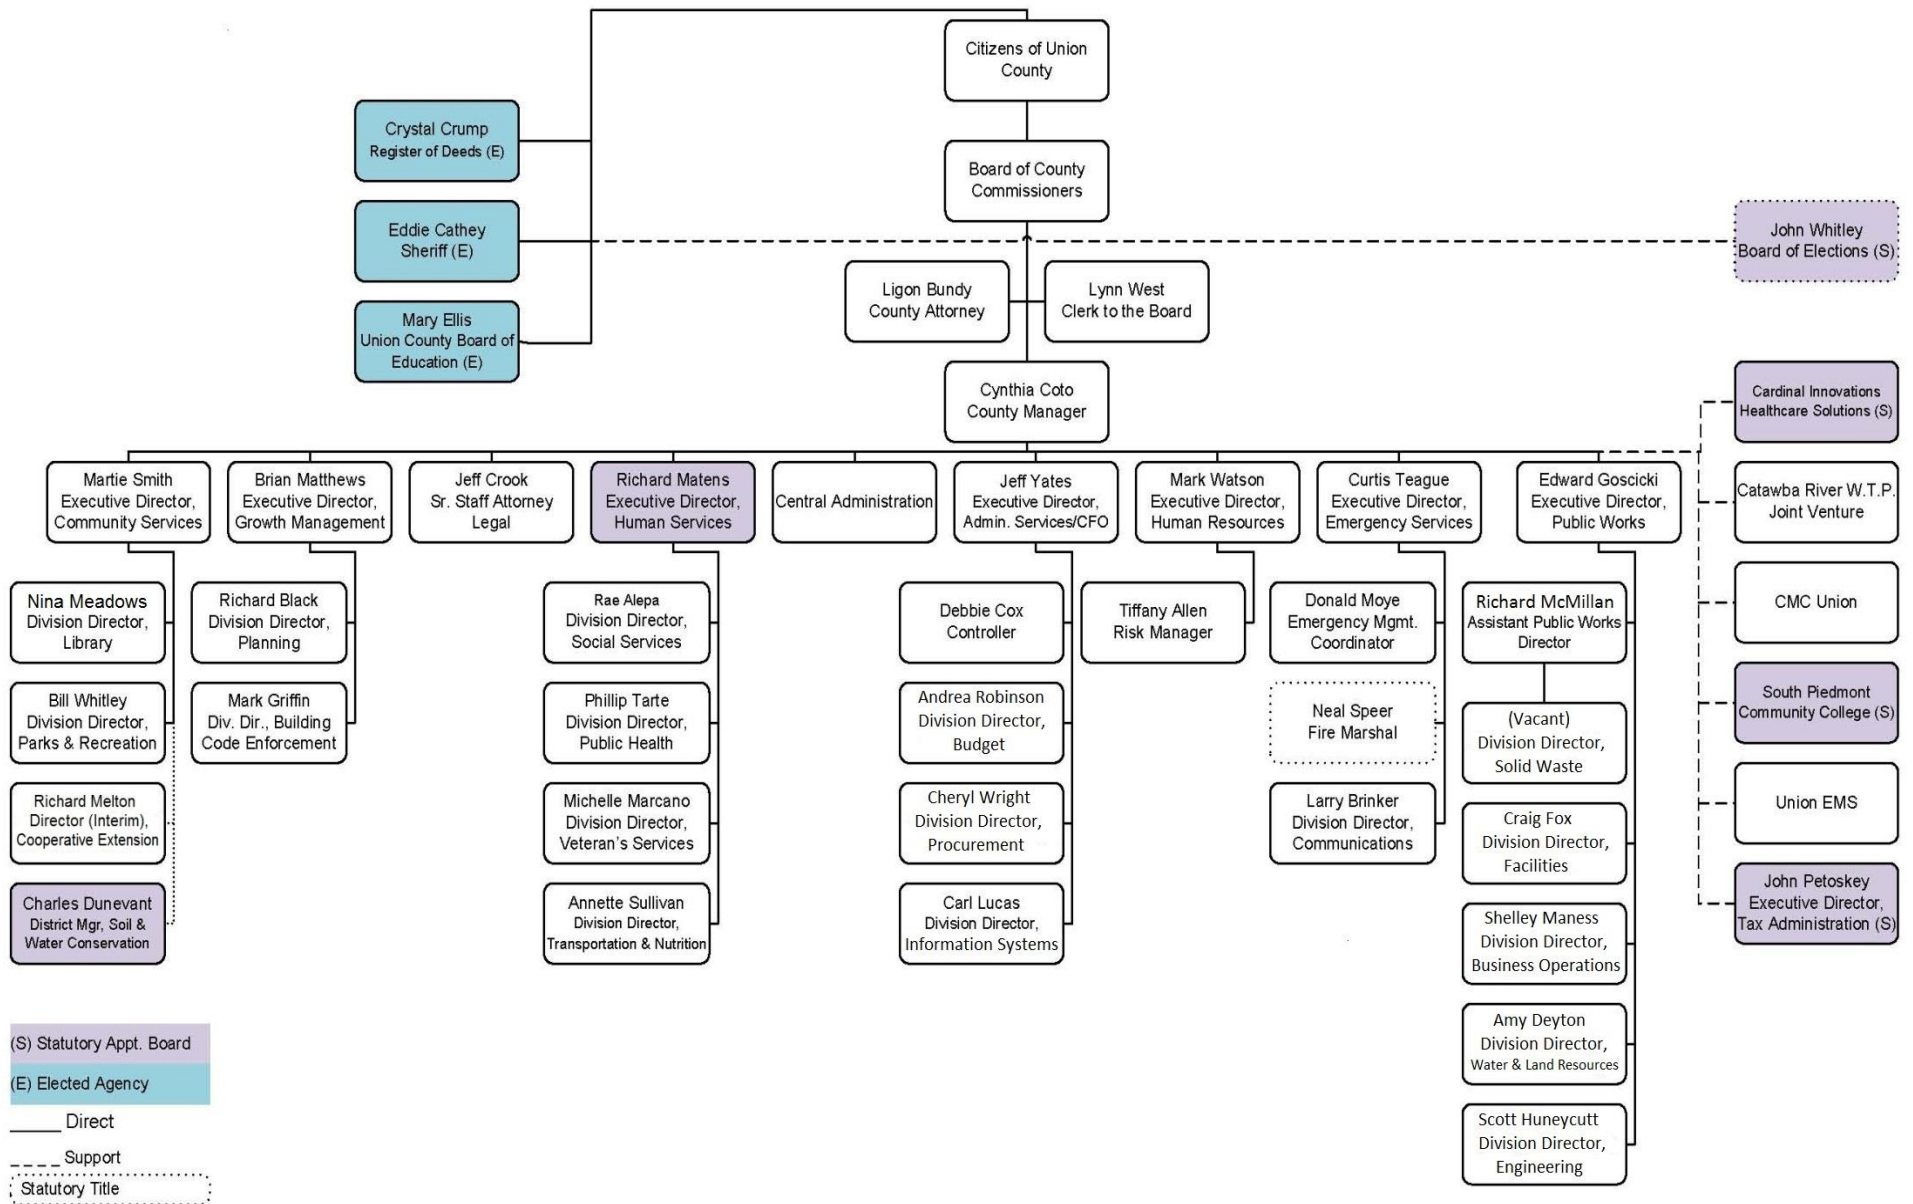 Citizens of Union
County
Crystal Crump
Register of Deeds (E)
Board of County
Commissioners
Eddie Cathey
Sheriff (E)
John Whitley
Board of Elections (S)
Ligon Bundy
County Attorney
Lynn West
Clerk to the Board
Mary Ellis
Union County Board of
Education (E)
Cynthia Coto
County Manager
Cardinal Innovations
Healthcare Solutions (S)
Martie Smith
Executive Director,
Community Services
Brian Matthews
Executive Director,
Growth Management
Jeff Crook
Sr. Staff Attorney
Legal
Richard Matens
Executive Director,
Human Services
Central Administration
Jeff Yates
Executive Director,
Admin. Services/CFO
Mark Watson
Executive Director,
Human Resources
Curtis Teague
Executive Director,
Emergency Services
Edward Goscicki
Executive Director,
Public Works
Catawba River W.T.P.
Joint Venture
Nina Meadows
Division Director,
Library
Richard Black
Division Director,
Planning
Rae Alepa
Division Director,
Social Services
Debbie Cox
Controller
Tiffany Allen
Risk Manager
Donald Moye
Emergency Mgmt.
Coordinator
Richard McMillan
Assistant Public Works
Director
CMC Union
Bill Whitley
Division Director,
Parks & Recreation
Mark Griffin
Div. Dir., Building
Code Enforcement
Phillip Tarte
Division Director,
Public Health
Andrea Robinson
Division Director,
Budget
Neal Speer
Fire Marshal
(Vacant)
Division Director,
Solid Waste
South Piedmont
Community College (S)
Richard Melton
Director (Interim),
Cooperative Extension
Michelle Marcano
Division Director,
Veteran's Services
Cheryl Wright
Division Director,
Procurement
Larry Brinker
Division Director,
Communications
Craig Fox
Division Director,
Facilities
Union EMS
Charles Dunevant
District Mgr, Soil &
Water Conservation
Annette Sullivan
Division Director,
Transportation & Nutrition
Carl Lucas
Division Director,
Information Systems
Shelley Maness
Division Director,
Business Operations
John Petoskey
Executive Director,
Tax Administration (S)
Amy Deyton
Division Director,
Water & Land Resources
Scott Huneycutt
Division Director,
Engineering
(S) Statutory Appt. Board
(E) Elected Agency
Direct
Support
Statutory Title